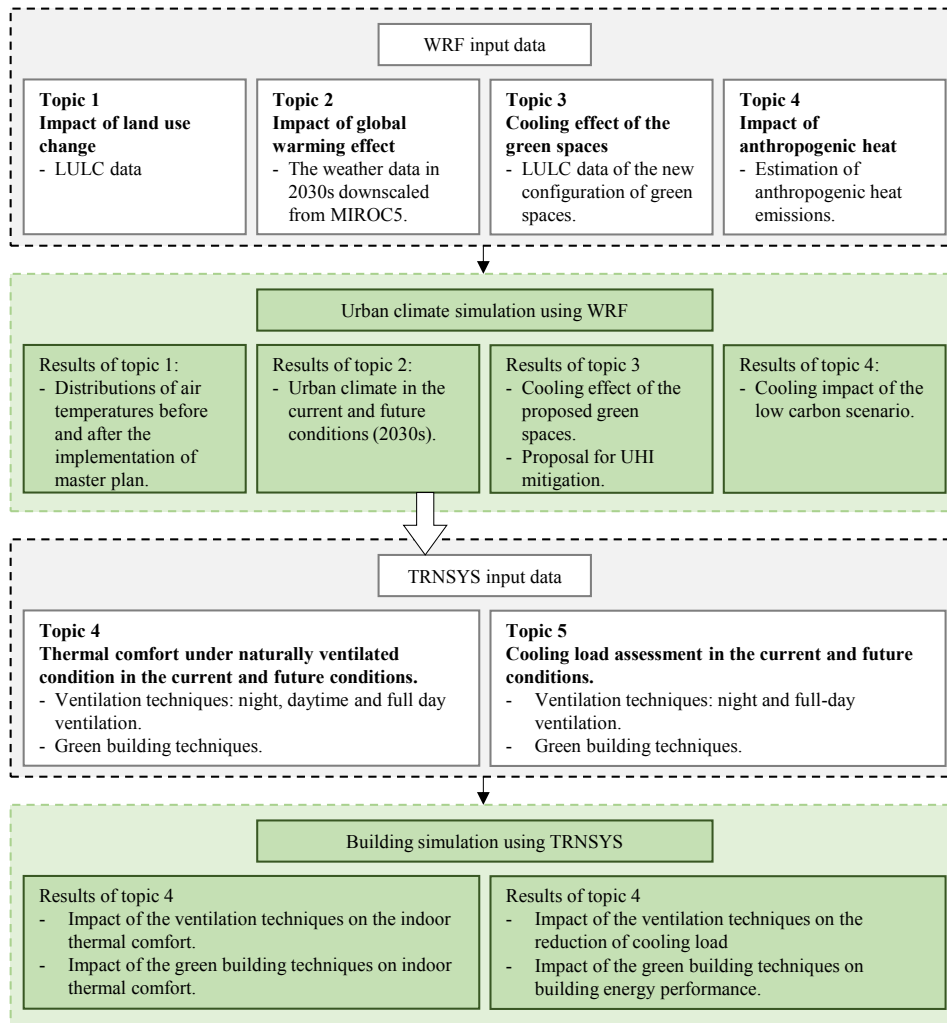 WRF input data
Topic 1
Impact of land use
change
- LULC data
Topic 2
Impact of global
warming effect
- The weather data in
2030s downscaled
from MIROC5.
Topic 3
Cooling effect of the
green spaces
- LULC data of the new
configuration of green
spaces.
Topic 4
Impact of
anthropogenic heat
- Estimation of
anthropogenic heat
emissions.
Urban climate simulation using WRF
Results of topic 1:
- Distributions of air
temperatures before
and after the
implementation of
master plan.
Results of topic 2:
- Urban climate in
the current and
future conditions
(2030s).
Results of topic 3
- Cooling effect of the
proposed green
spaces.
- Proposal for UHI
mitigation.
Results of topic 4:
- Cooling impact of the
low carbon scenario.
TRNSYS input data
Topic 4
Thermal comfort under naturally ventilated
condition in the current and future conditions.
- Ventilation techniques: night, daytime and full day
ventilation.
- Green building techniques.
Topic 5
Cooling load assessment in the current and future
conditions.
- Ventilation techniques: night and full-day
ventilation.
- Green building techniques.
Building simulation using TRNSYS
Results of topic 4
- Impact of the ventilation techniques on the indoor
thermal comfort.
- Impact of the green building techniques on indoor
thermal comfort.
Results of topic 4
- Impact of the ventilation techniques on the
reduction of cooling load
- Impact of the green building techniques on
building energy performance.